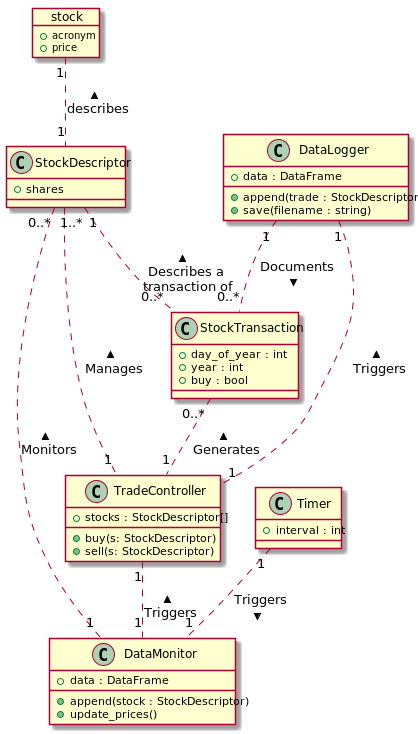 stock
acronym
price
1
▲
describes
1
C StockDescriptor
shares
C DataLogger
data : DataFrame
append(trade : StockDescriptor
save(filename : string)
0..* 1..* 1
1 1
▲
Describes a
transaction of
0..*
Documents
▼
0..*
C StockTransaction
day_of_year : int
year : int
buy : bool
▲
Manages
▲
Triggers
0..*
▲
Monitors
▲
Generates
1 1 1
C TradeController
stocks : StockDescriptor[]
buy(s: StockDescriptor)
sell(s: StockDescriptor)
C Timer
interval : int
1
1
▲
Triggers
Triggers
▼
1 1 1
C DataMonitor
data : DataFrame
append(stock : StockDescriptor)
update_prices()